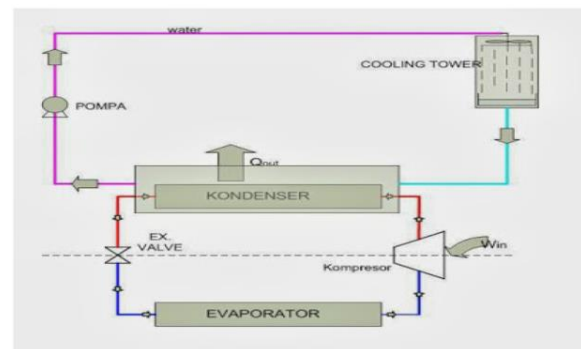 water
COOLING TOWER
POMPA
Qout
KONDENSER
EX.
VALVE
Win
Kompresor
EVAPORATOR